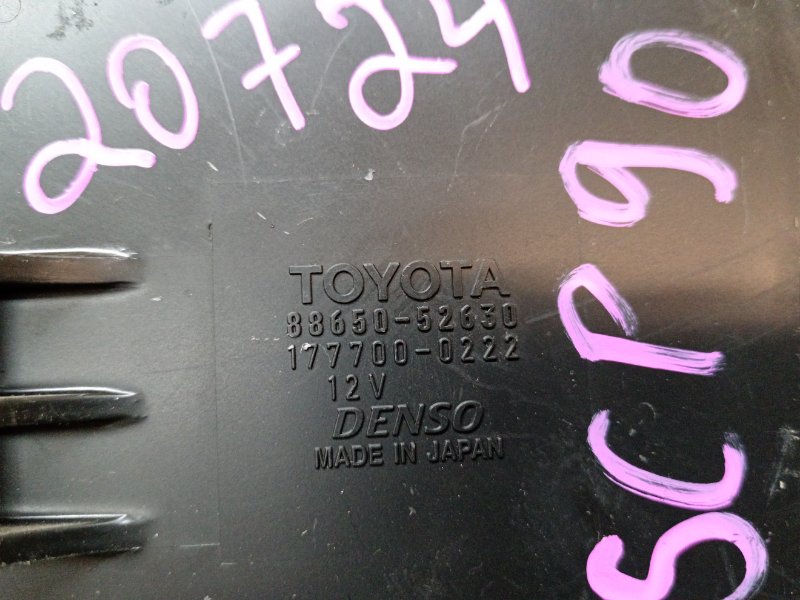 20724
SCP90
TOYOTA
88650-52630
177700-0222
12V
DENSO
MADE IN JAPAN